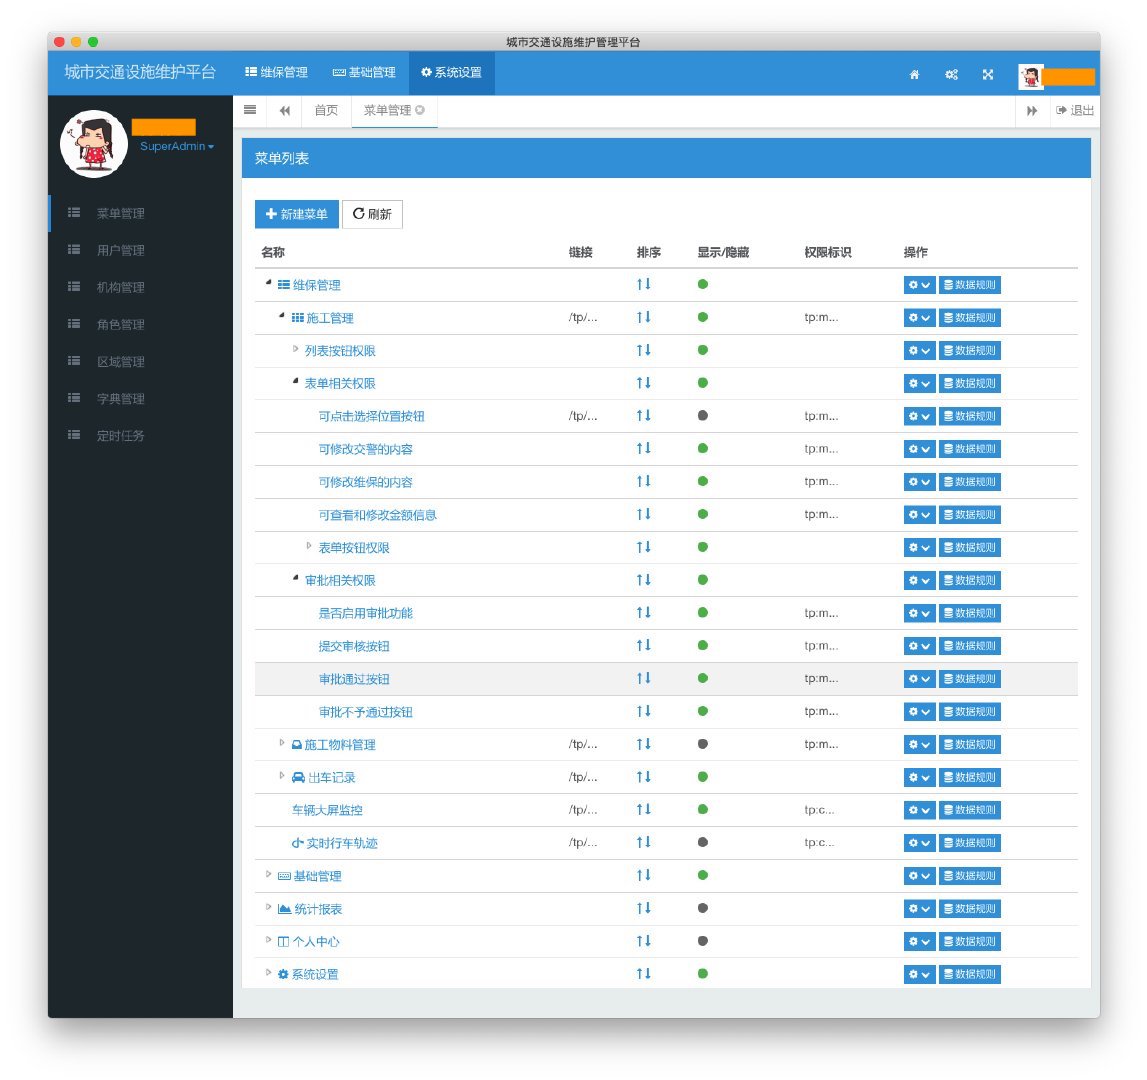 城市交通设施维护管理平台
城市交通设施维护平台 维保管理 基础管理 系统设置
首页 菜单管理 退出
SuperAdmin
菜单管理
用户管理
机构管理
角色管理
区域管理
字典管理
定时任务
菜单列表
新建菜单 刷新
名称 链接 排序 显示/隐藏 权限标识 操作
维保管理 数据规则
施工管理 /tp/... tp:m... 数据规则
列表按钮权限 数据规则
表单相关权限 数据规则
可点击选择位置按钮 /tp/... tp:m... 数据规则
可修改交警的内容 tp:m... 数据规则
可修改维保的内容 tp:m... 数据规则
可查看和修改金额信息 tp:m... 数据规则
表单按钮权限 数据规则
审批相关权限 数据规则
是否启用审批功能 tp:m... 数据规则
提交审核按钮 tp:m... 数据规则
审批通过按钮 tp:m... 数据规则
审批不予通过按钮 tp:m... 数据规则
施工物料管理 /tp/... tp:m... 数据规则
出车记录 /tp/... 数据规则
车辆大屏监控 /tp/... tp:c... 数据规则
实时行车轨迹 /tp/... tp:c... 数据规则
基础管理 数据规则
统计报表 数据规则
个人中心 数据规则
系统设置 数据规则